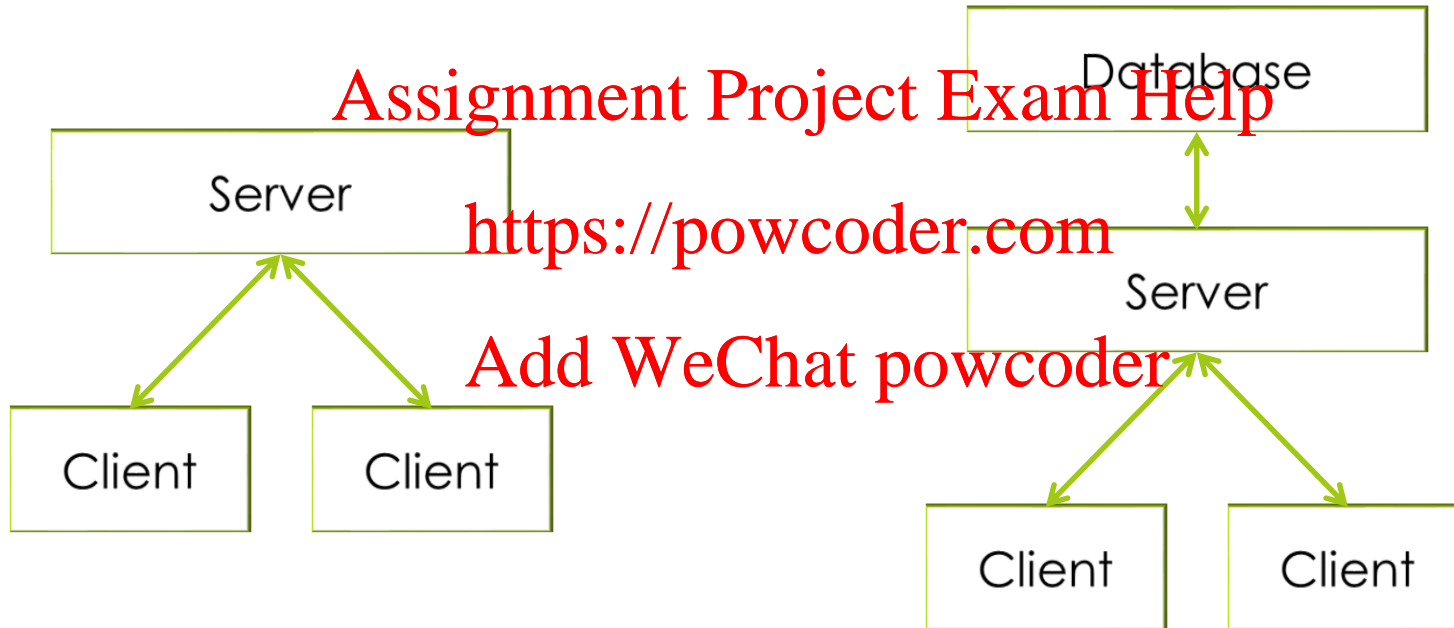 Database
Assignment Project Exam Help
Server
https://powcoder.com
Server
Add WeChat powcoder
Client
Client
Client
Client